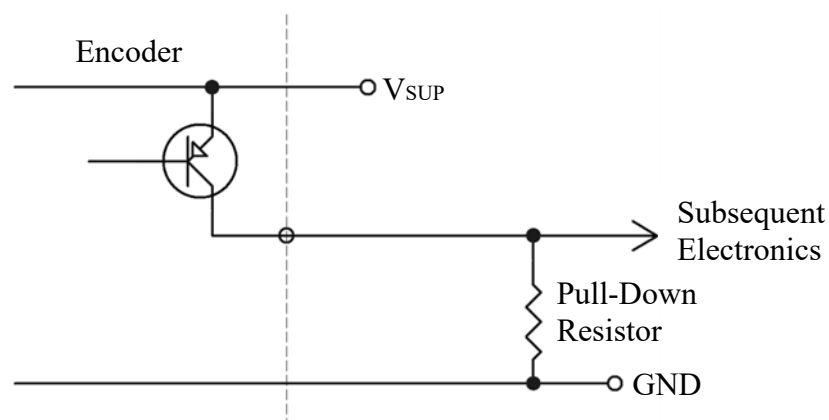 Encoder
VSUP
Subsequent
Electronics
Pull-Down
Resistor
GND